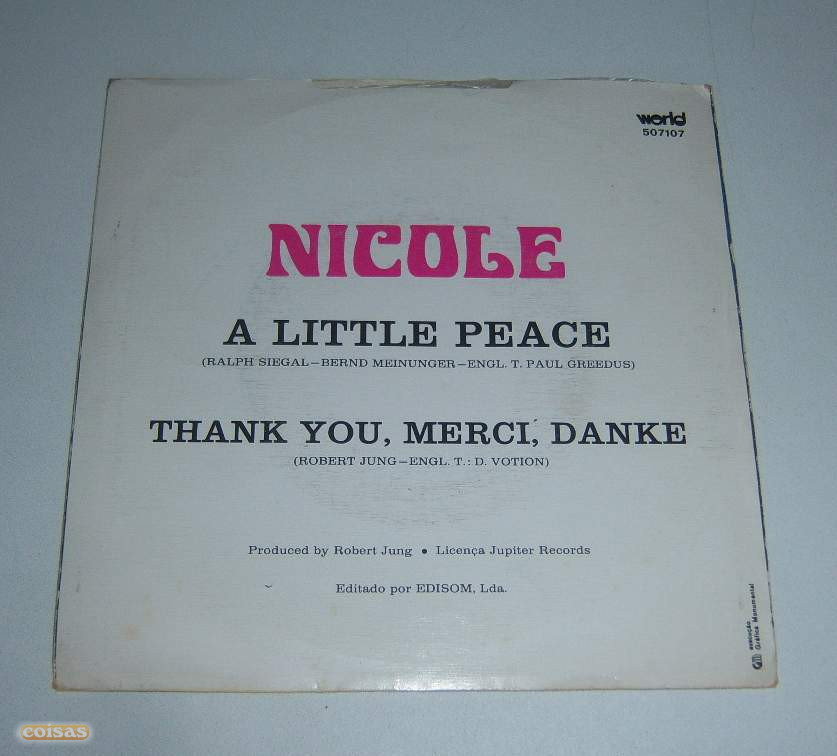 world
507107
NICOLE
A LITTLE PEACE
(RALPH SIEGAL—BERND MEINUNGER—ENGL. T. PAUL GREEDUS)
THANK YOU, MERCI, DANKE
(ROBERT JUNG—ENGL. T.: D. VOTION)
Produced by Robert Jung • Licença Jupiter Records
Editado por EDISOM, Lda.
execução
Gráfica Monumental
coisas